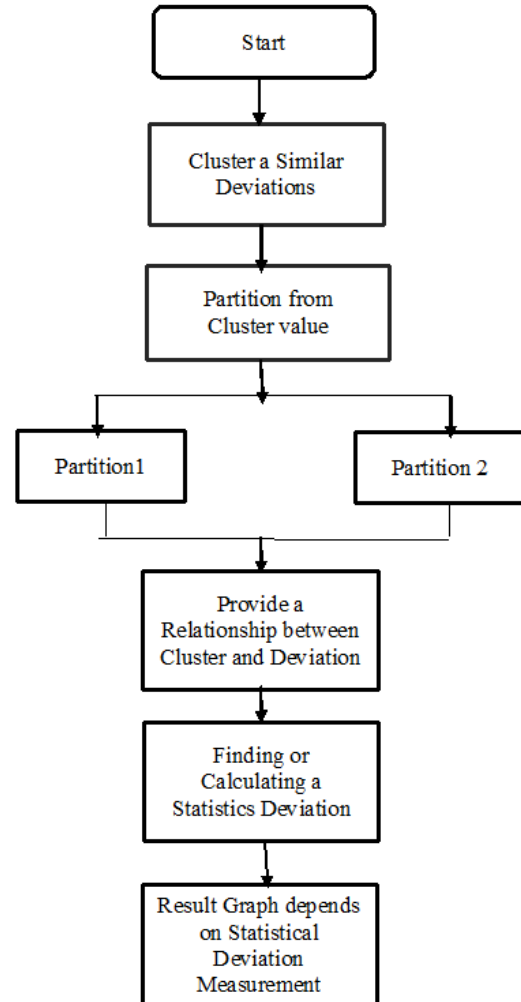 Start
Cluster a Similar
Deviations
Partition from
Cluster value
Partition1
Partition 2
Provide a
Relationship between
Cluster and Deviation
Finding or
Calculating a
Statistics Deviation
Result Graph depends
on Statistical
Deviation
Measurement